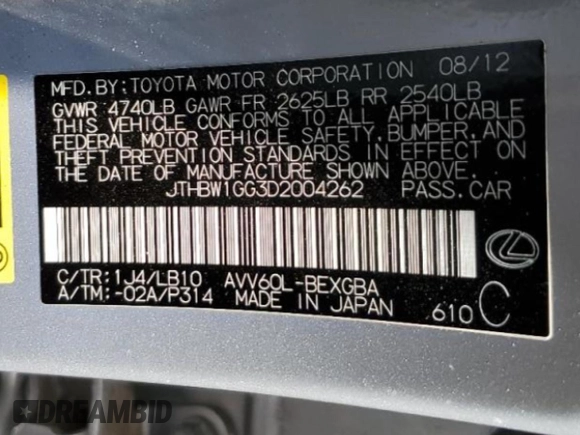 MFD.BY: TOYOTA MOTOR CORPORATION 08/12
GVWR 4740LB GAWR FR 2625LB RR 2540LB
THIS VEHICLE CONFORMS TO ALL APPLICABLE
FEDERAL MOTOR VEHICLE SAFETY, BUMPER, AND
THEFT PREVENTION STANDARDS IN EFFECT ON
THE DATE OF MANUFACTURE SHOWN ABOVE.
JTHBW1GG3D2004262 PASS.CAR
C/TR: 1J4/LB10 AVV60L-BEXGBA
A/TM: -02A/P314 MADE IN JAPAN 610 C
DREAMBID